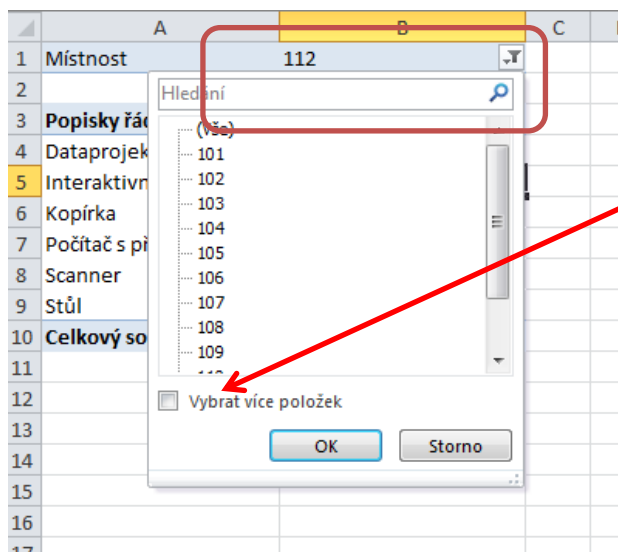 A B C
1 Místnost 112
2 Hledání
3 Popisky řád (Vše)
4 Dataprojek 101
5 Interaktivn 102
103
6 Kopírka 104
7 Počítač s př 105
8 Scanner 106
9 Stůl 107
10 Celkový so 108
109
11
12 Vybrat více položek
13
14 OK Storno
15
16
17